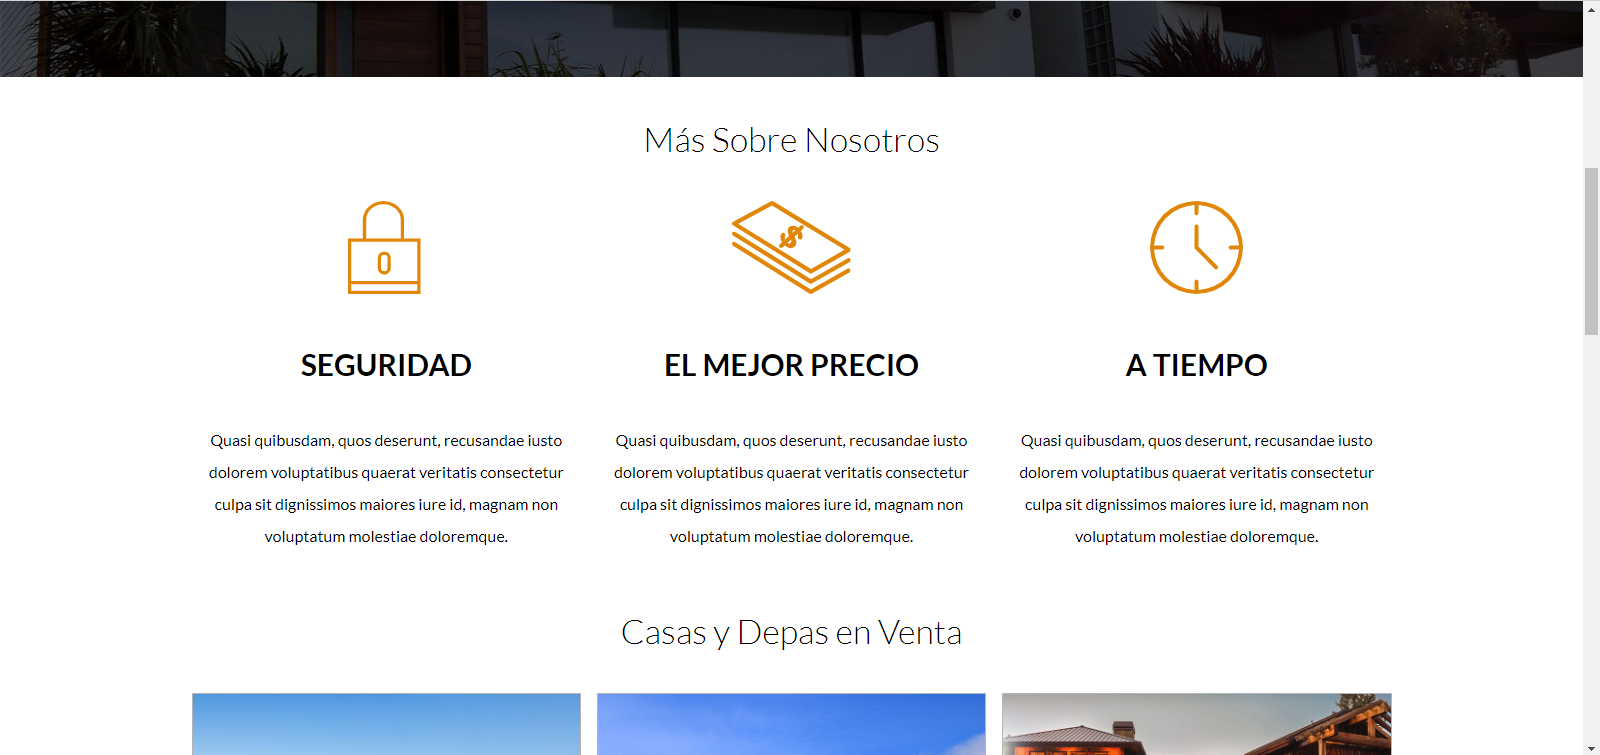 Más Sobre Nosotros
SEGURIDAD
Quasi quibusdam, quos deserunt, recusandae iusto
dolorem voluptatibus quaerat veritatis consectetur
culpa sit dignissimos maiores iure id, magnam non
voluptatum molestiae doloremque.
EL MEJOR PRECIO
Quasi quibusdam, quos deserunt, recusandae iusto
dolorem voluptatibus quaerat veritatis consectetur
culpa sit dignissimos maiores iure id, magnam non
voluptatum molestiae doloremque.
A TIEMPO
Quasi quibusdam, quos deserunt, recusandae iusto
dolorem voluptatibus quaerat veritatis consectetur
culpa sit dignissimos maiores iure id, magnam non
voluptatum molestiae doloremque.
Casas y Depas en Venta